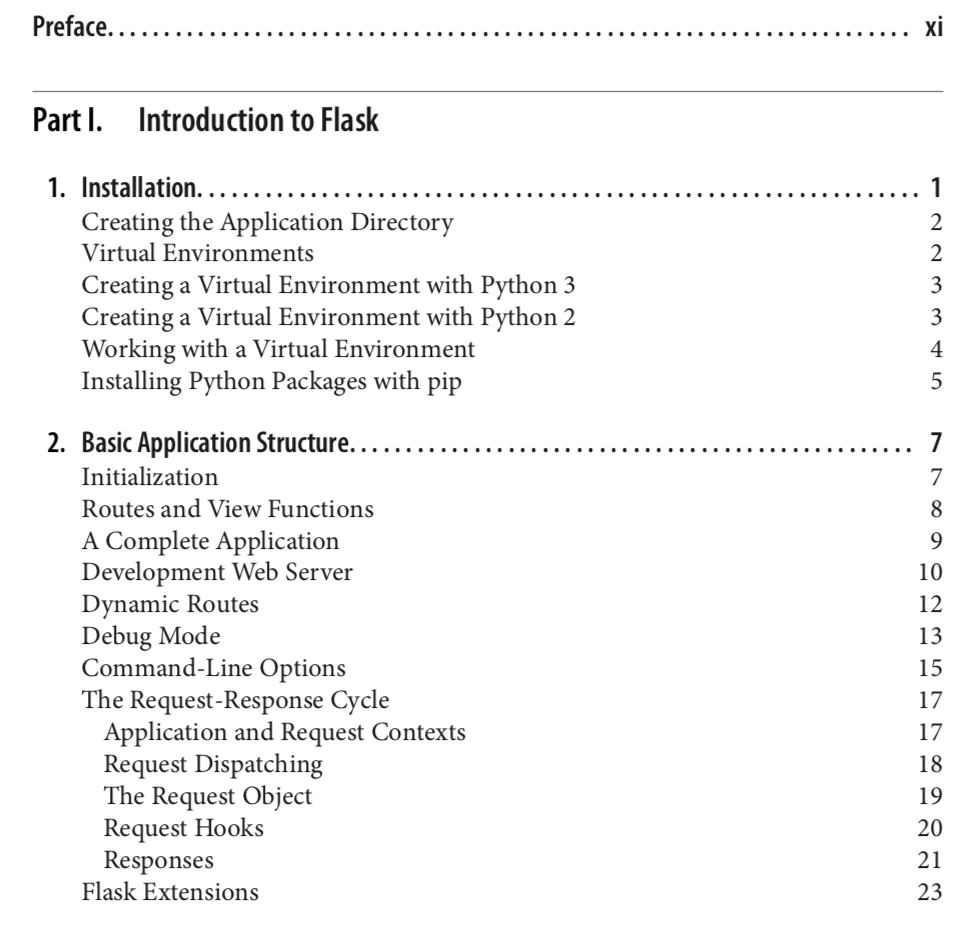 Preface. . . . . . . . . . . . . . . . . . . . . . . . . . . . . . . . . . . . . . . . . . . . . . . . . . . . . . . . . . . . . . . . . . . . . . . xi
Part I. Introduction to Flask
1. Installation. . . . . . . . . . . . . . . . . . . . . . . . . . . . . . . . . . . . . . . . . . . . . . . . . . . . . . . . . . . . . . . . 1
Creating the Application Directory 2
Virtual Environments 2
Creating a Virtual Environment with Python 3 3
Creating a Virtual Environment with Python 2 3
Working with a Virtual Environment 4
Installing Python Packages with pip 5
2. Basic Application Structure. . . . . . . . . . . . . . . . . . . . . . . . . . . . . . . . . . . . . . . . . . . . . . . . . . 7
Initialization 7
Routes and View Functions 8
A Complete Application 9
Development Web Server 10
Dynamic Routes 12
Debug Mode 13
Command-Line Options 15
The Request-Response Cycle 17
Application and Request Contexts 17
Request Dispatching 18
The Request Object 19
Request Hooks 20
Responses 21
Flask Extensions 23